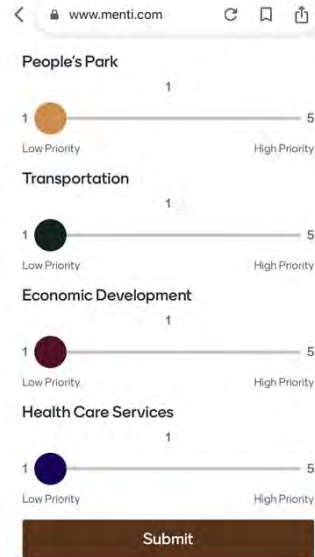 www.menti.com
People's Park
1
1 5
Low Priority High Priority
Transportation
1
1 5
Low Priority High Priority
Economic Development
1
1 5
Low Priority High Priority
Health Care Services
1
1 5
Low Priority High Priority
Submit